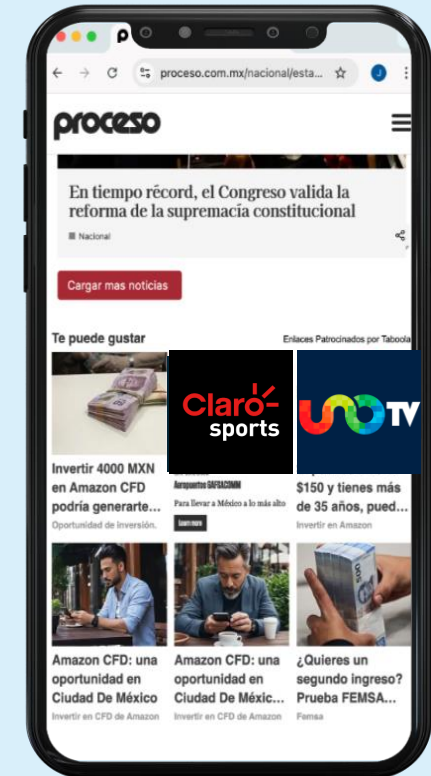 proceso.com.mx/nacional/esta...
J
proceso
En tiempo récord, el Congreso valida la
reforma de la supremacía constitucional
Nacional
Cargar mas noticias
Te puede gustar
Enlaces Patrocinados por Taboola
Claro-
sports
UNO TV
Invertir 4000 MXN
en Amazon CFD
podría generarte...
Oportunidad de Inversión.
Aeropuertos GAFSACOMM
Para llevar a México a lo más alto
Learn more
$150 y tienes más
de 35 años, pued...
Invertir en Amazon
500
Amazon CFD: una
oportunidad en
Ciudad De México
Invertir en CFD de Amazon
Amazon CFD: una
oportunidad en
Ciudad De Méxic...
Invertir en CFD de Amazon
¿Quieres un
segundo ingreso?
Prueba FEMSA...
Femsa